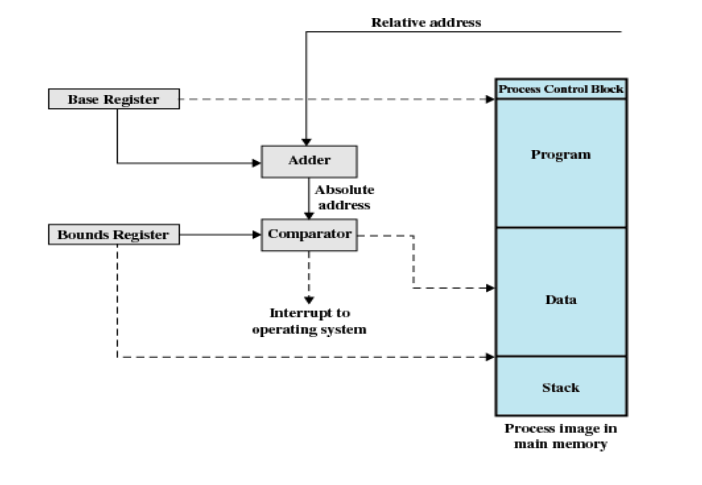 Relative address
Process Control Block
Base Register
Program
Adder
Absolute
address
Bounds Register
Comparator
Data
Interrupt to
operating system
Stack
Process image in
main memory